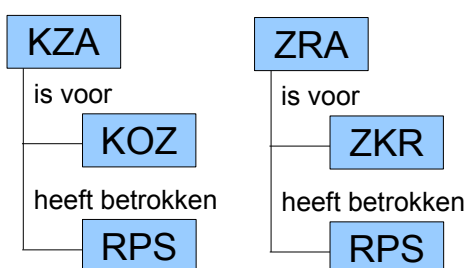 KZA
is voor
KOZ
heeft betrokken
RPS
ZRA
is voor
ZKR
heeft betrokken
RPS